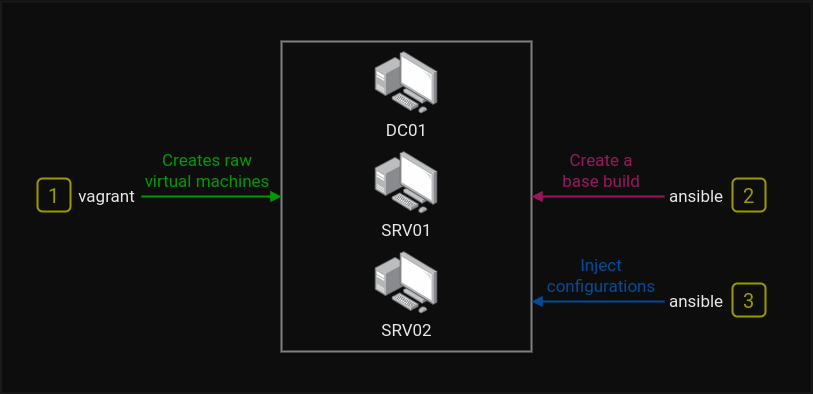 DC01
Creates raw
virtual machines
1
vagrant
SRV01
Create a
base build
ansible
2
SRV02
Inject
configurations
ansible
3